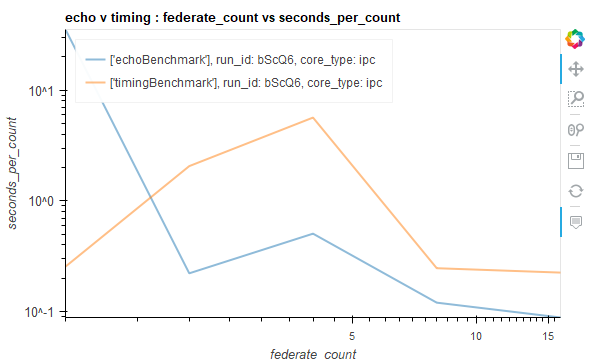 echo v timing : federate_count vs seconds_per_count
['echoBenchmark'], run_id: bScQ6, core_type: ipc
['timingBenchmark'], run_id: bScQ6, core_type: ipc
seconds_per_count
10^1
10^0
10^-1
5
10
15
federate_count